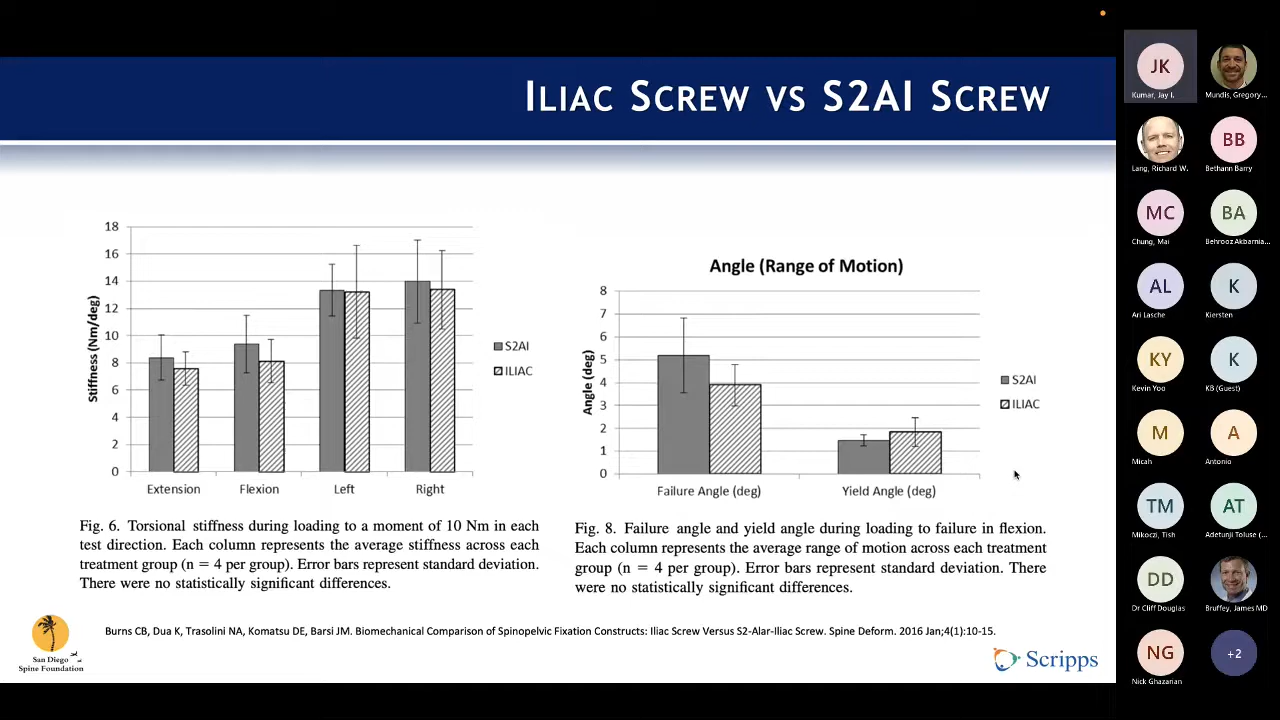 ILIAC SCREW VS S2AI SCREW
18
16
14
12
10
8
6
4
2
0
Stiffness (Nm/deg)
Extension Flexion Left Right
S2AI
ILIAC
Fig. 6. Torsional stiffness during loading to a moment of 10 Nm in each
test direction. Each column represents the average stiffness across each
treatment group (n = 4 per group). Error bars represent standard deviation.
There were no statistically significant differences.
Angle (Range of Motion)
8
7
6
5
4
3
2
1
0
Angle (deg)
Failure Angle (deg) Yield Angle (deg)
S2AI
ILIAC
Fig. 8. Failure angle and yield angle during loading to failure in flexion.
Each column represents the average range of motion across each treatment
group (n = 4 per group). Error bars represent standard deviation. There
were no statistically significant differences.
Burns CB, Dua K, Trasolini NA, Komatsu DE, Barsi JM. Biomechanical Comparison of Spinopelvic Fixation Constructs: Iliac Screw Versus S2-Alar-Iliac Screw. Spine Deform. 2016 Jan;4(1):10-15.
San Diego
Spine Foundation
Scripps
JK
Kumar, Jay I.
Mundis, Gregory...
Lang, Richard W.
BB
Bethann Barry
MC
Chung, Mai
BA
Behrooz Akbarnia...
AL
Ari Lasche
K
Kiersten
KY
Kevin Yoo
K
KB (Guest)
M
Micah
A
Antonio
TM
Mikoczi, Tish
AT
Adetunji Toluse (...
DD
Dr Cliff Douglas
Bruffey, James MD
NG
Nick Ghazanan
+2